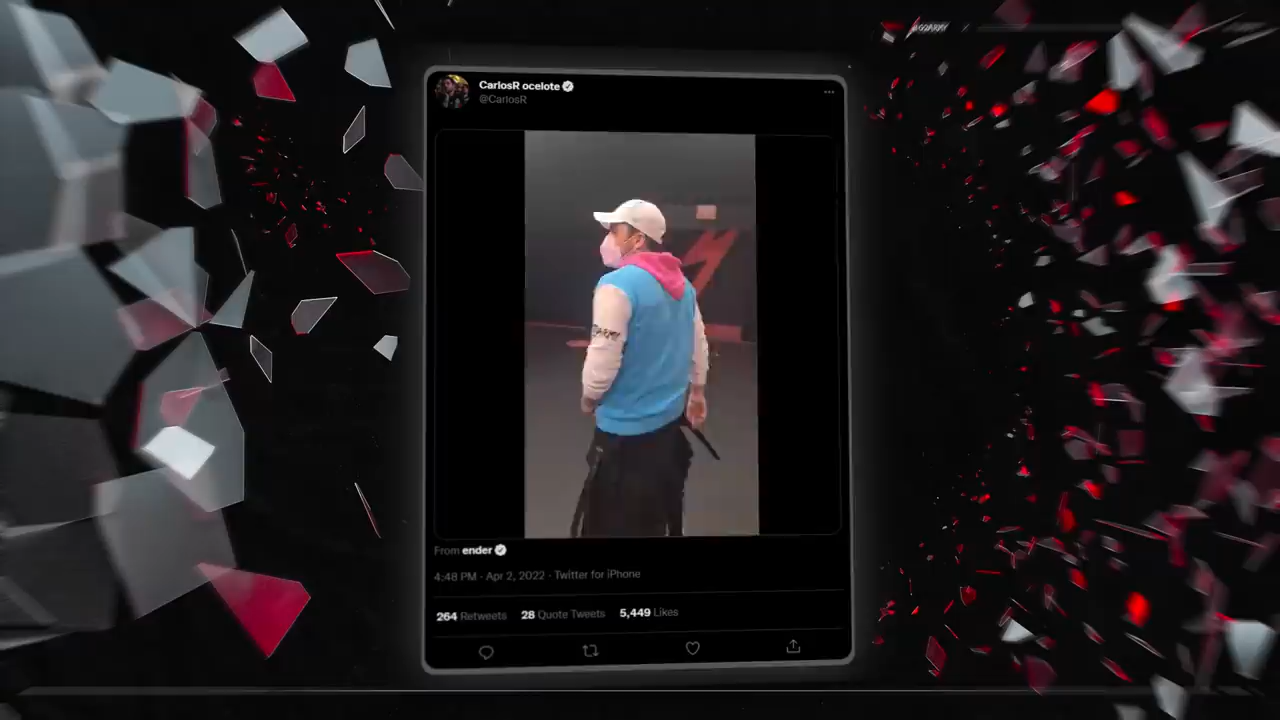 CarlosR ocelote
@CarlosR
From ender
4:48 PM · Apr 2, 2022 · Twitter for iPhone
264 Retweets 28 Quote Tweets 5,449 Likes